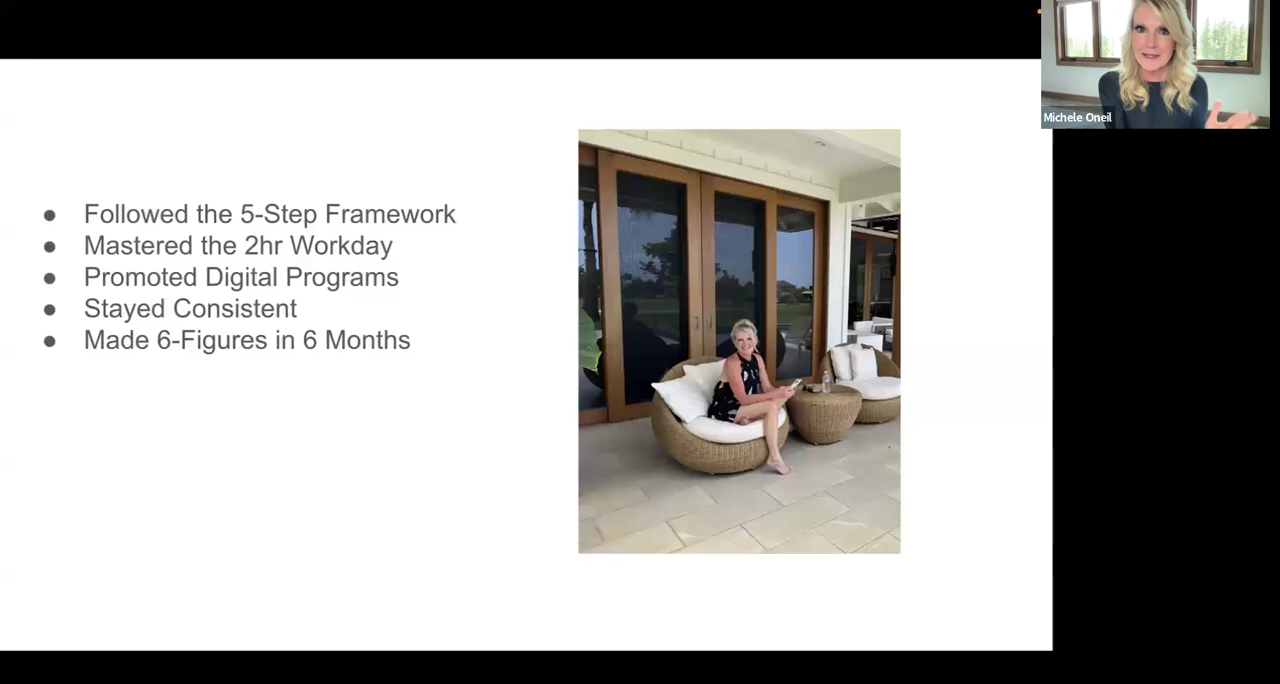 Michele Oneil
● Followed the 5-Step Framework
● Mastered the 2hr Workday
● Promoted Digital Programs
● Stayed Consistent
● Made 6-Figures in 6 Months